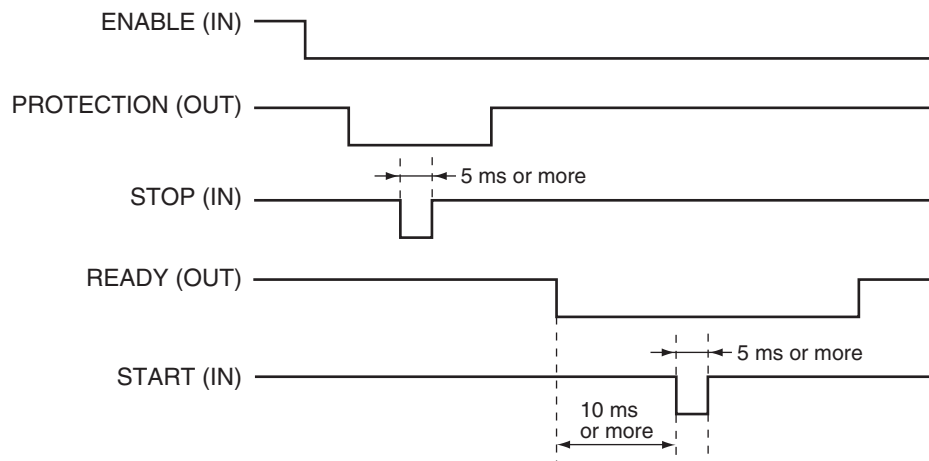 ENABLE (IN)
PROTECTION (OUT)
5 ms or more
STOP (IN)
READY (OUT)
5 ms or more
START (IN)
10 ms
or more